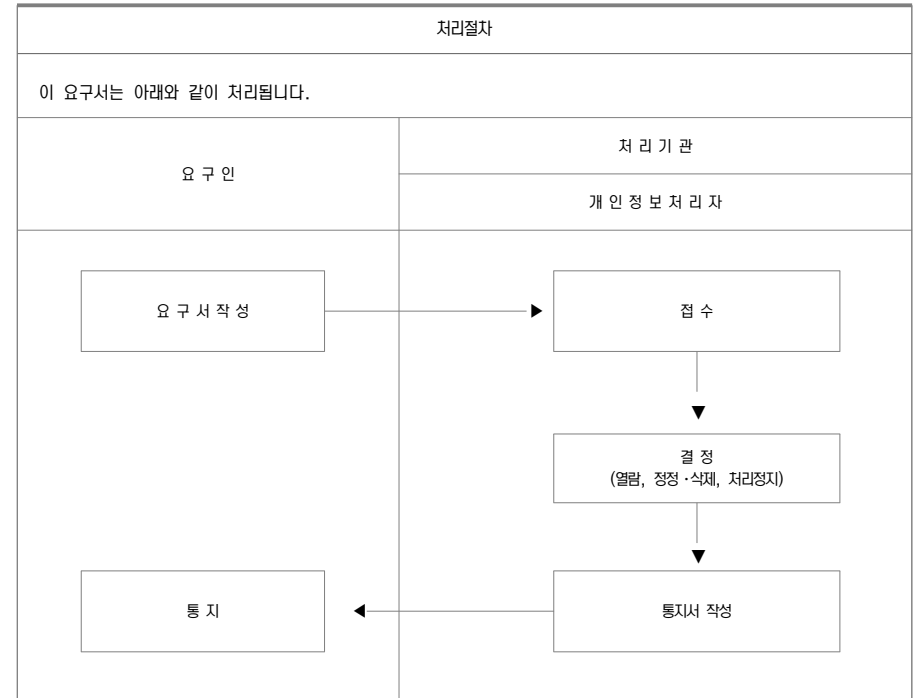 처리절차
이 요구서는 아래와 같이 처리됩니다.
요 구 인
처 리 기 관
개 인 정 보 처 리 자
요 구 서 작 성
접 수
결 정
(열람, 정정 ·삭제, 처리정지)
통 지
통지서 작성